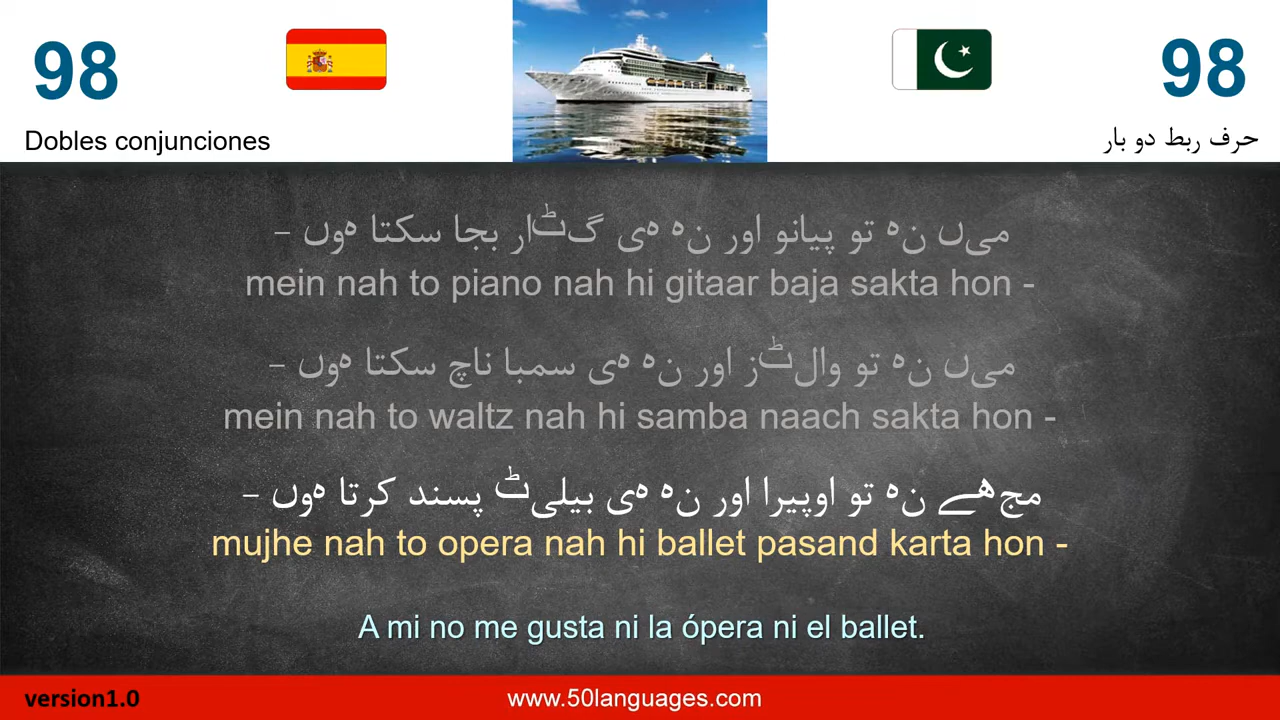 98
98
Dobles conjunciones
حرف ربط دو بار
میں نہ تو پیانو اور نہ ہی گٹار بجا سکتا ہوں –
mein nah to piano nah hi gitaar baja sakta hon -
میں نہ تو والٹز اور نہ ہی سمبا ناچ سکتا ہوں –
mein nah to waltz nah hi samba naach sakta hon -
مجھے نہ تو اوپیرا اور نہ ہی بیلیٹ پسند کرتا ہوں –
mujhe nah to opera nah hi ballet pasand karta hon -
A mi no me gusta ni la ópera ni el ballet.
version1.0
www.50languages.com